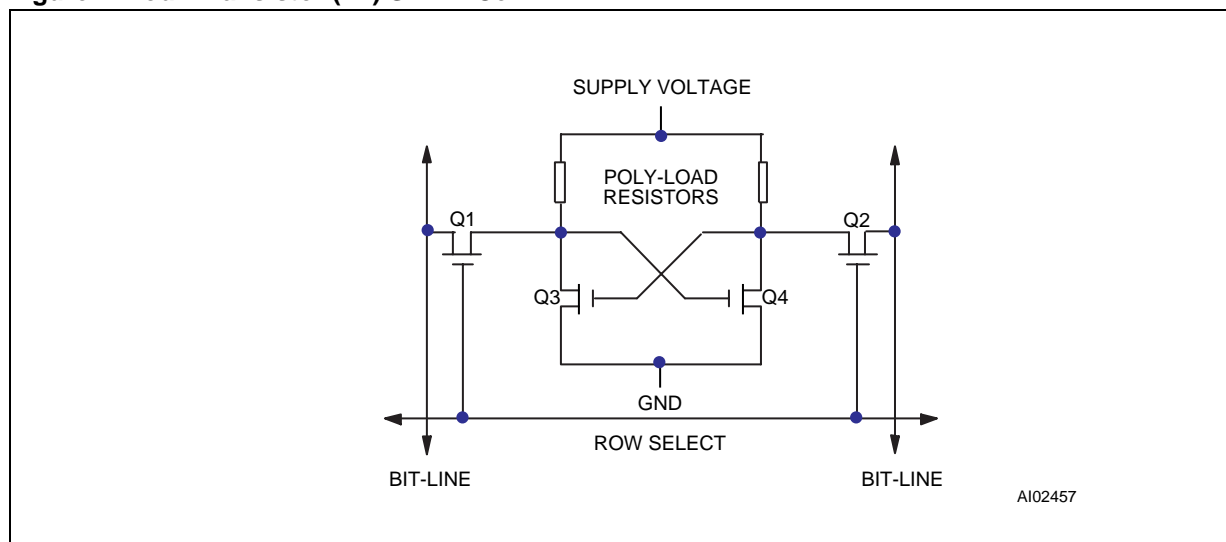 SUPPLY VOLTAGE
POLY-LOAD
RESISTORS
Q1
Q2
Q3
Q4
GND
ROW SELECT
BIT-LINE
BIT-LINE
AI02457